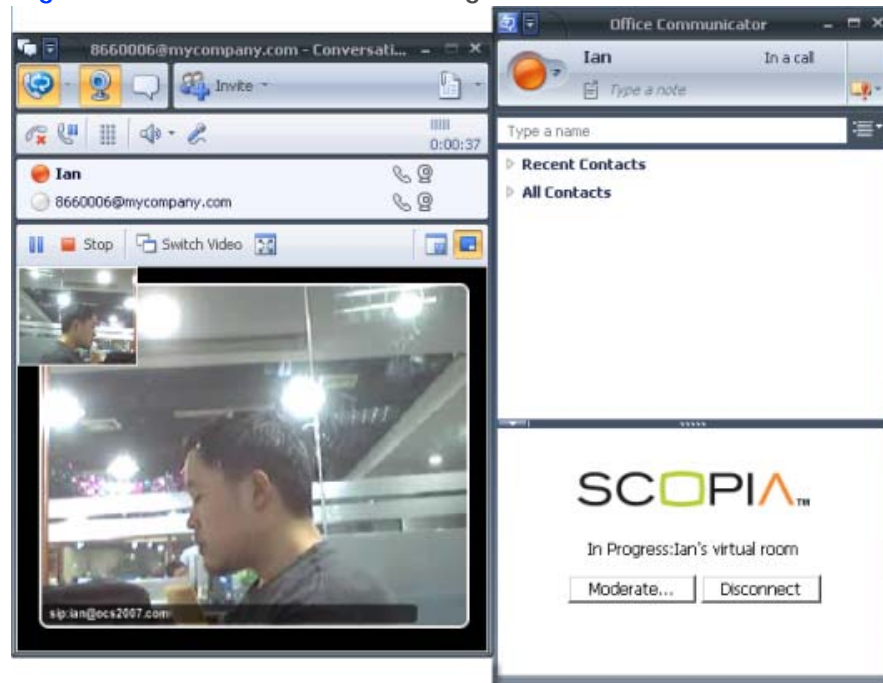 8660006@mycompany.com - Conversati...
Invite
0:00:37
Ian
8660006@mycompany.com
Stop
Switch Video
sip:ian@ocs2007.com
Office Communicator
Ian
In a call
Type a note
Type a name
Recent Contacts
All Contacts
SCOPIA™
In Progress:Ian's virtual room
Moderate... Disconnect